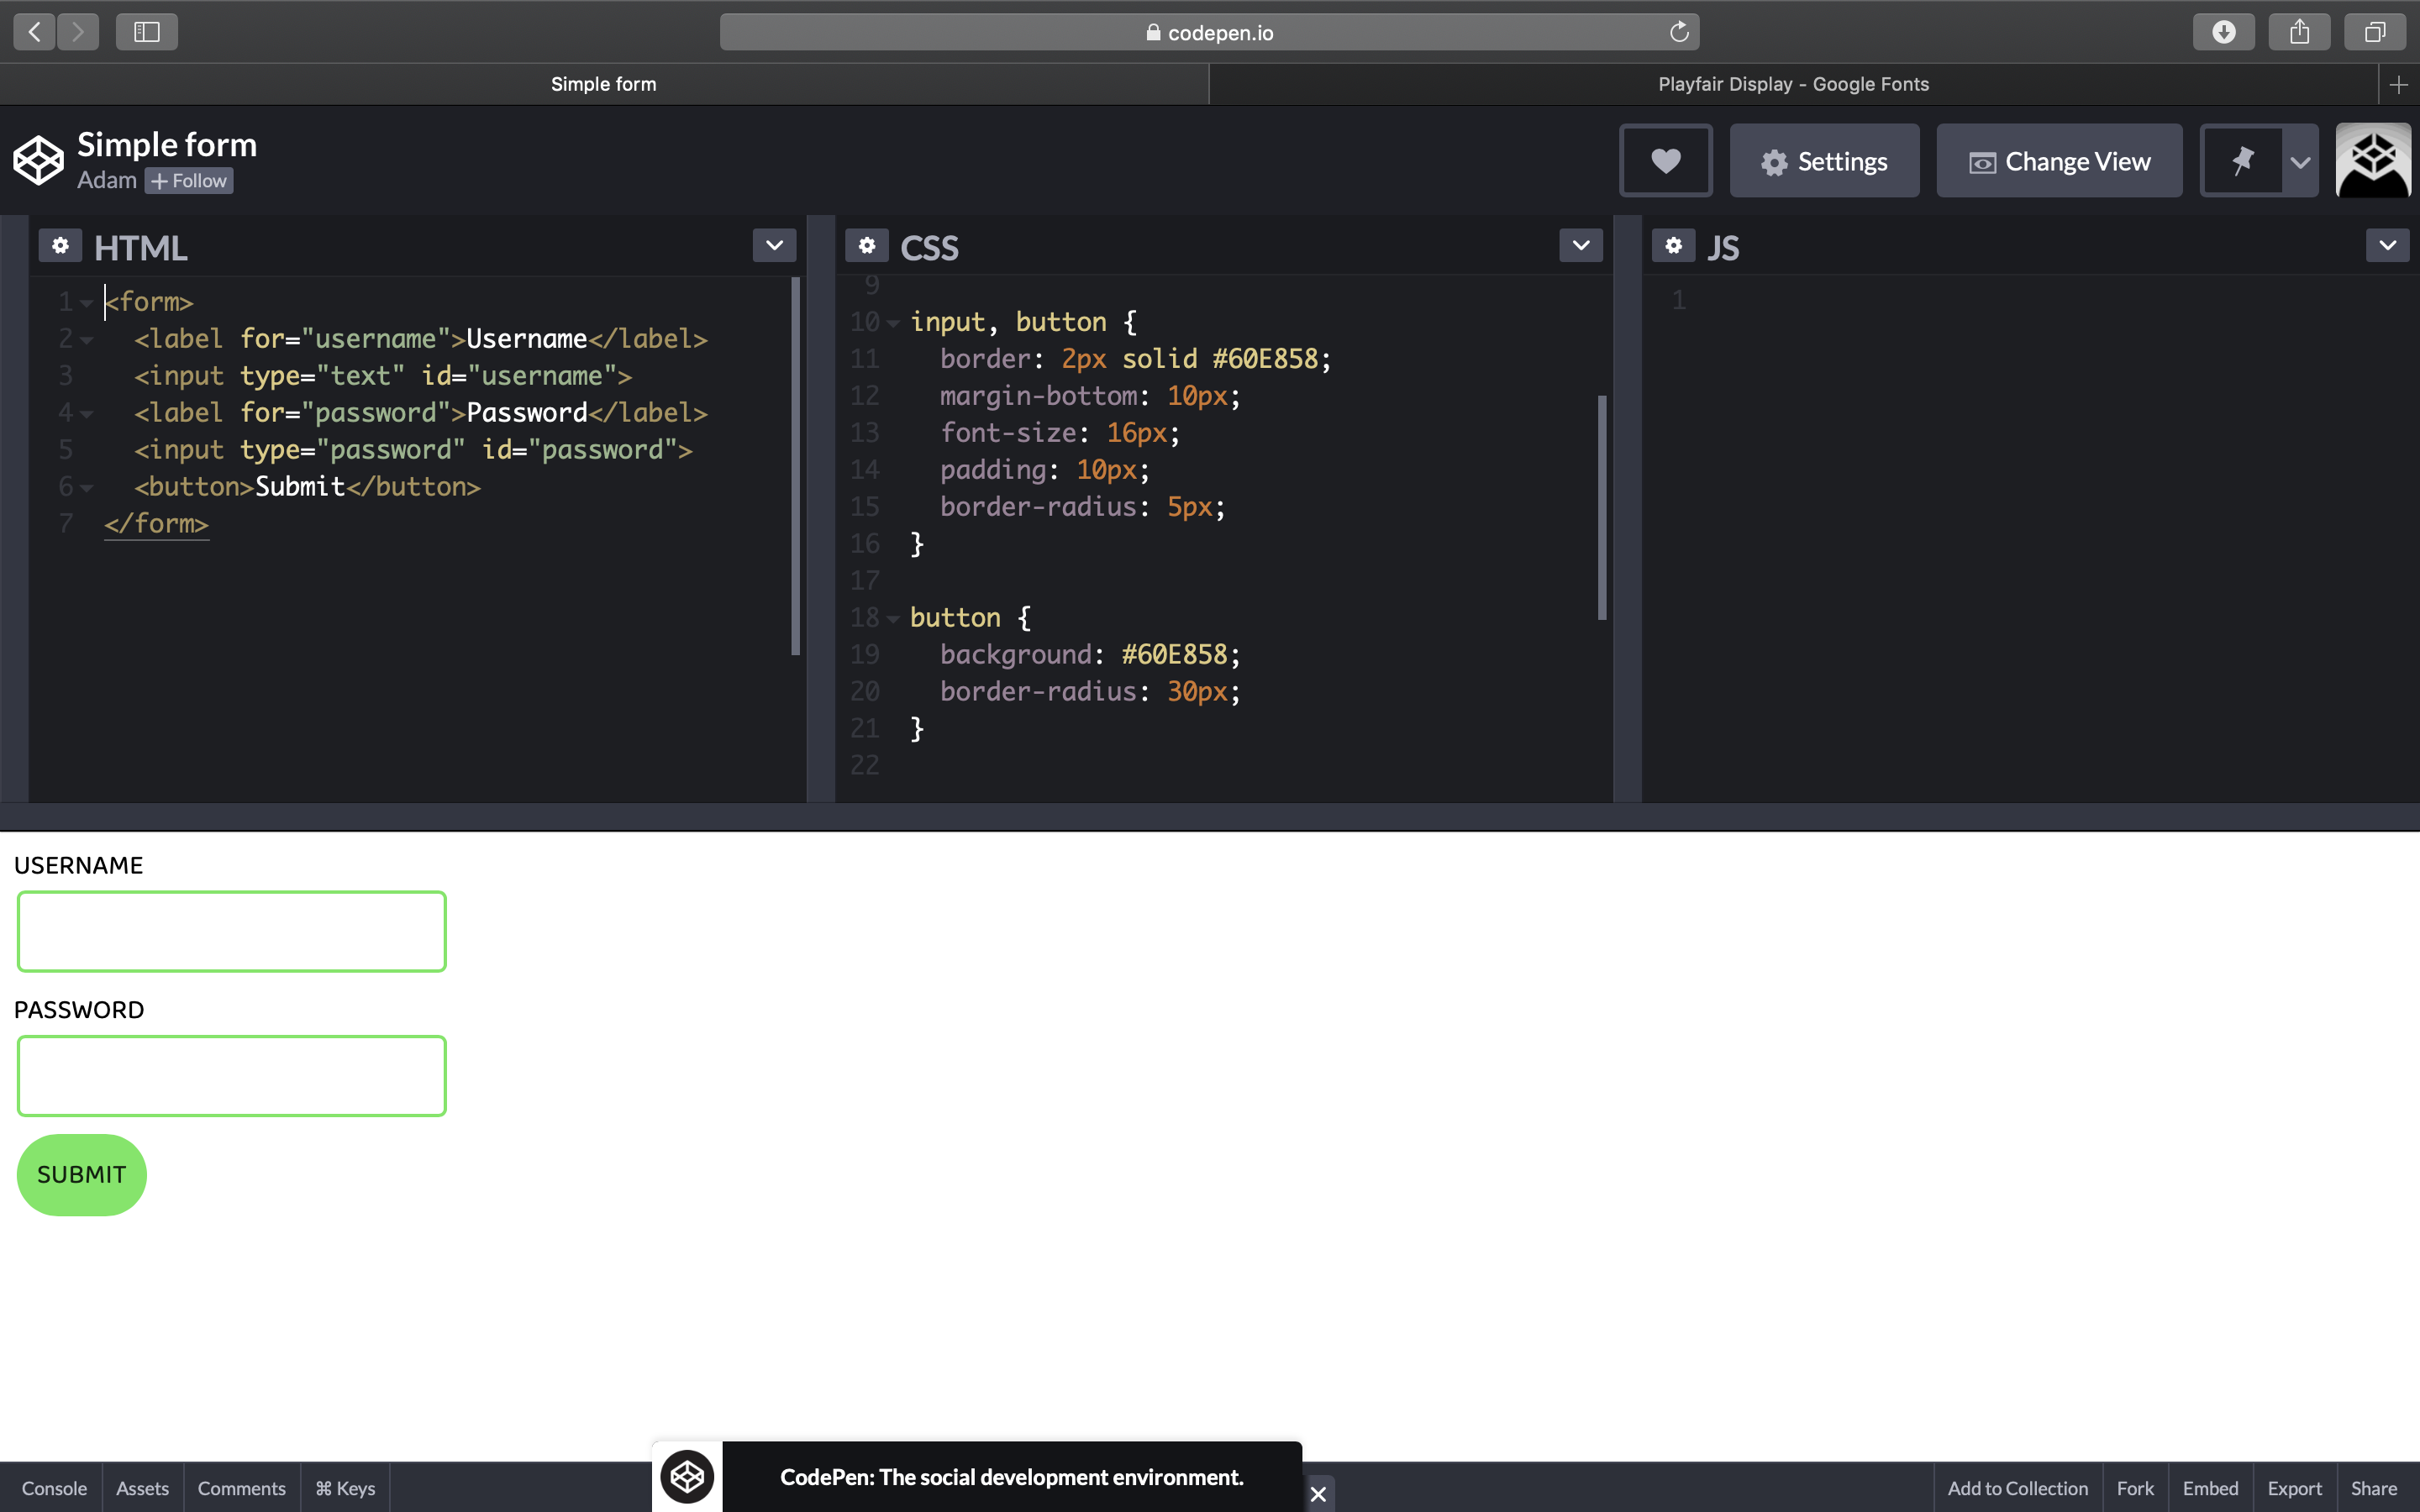 codepen.io
Simple form
Playfair Display - Google Fonts
Simple form
Adam + Follow
Settings
Change View
HTML
1 <form>
2 <label for="username">Username</label>
3 <input type="text" id="username">
4 <label for="password">Password</label>
5 <input type="password" id="password">
6 <button>Submit</button>
7 </form>
CSS
9
10 input, button {
11 border: 2px solid #60E858;
12 margin-bottom: 10px;
13 font-size: 16px;
14 padding: 10px;
15 border-radius: 5px;
16 }
17
18 button {
19 background: #60E858;
20 border-radius: 30px;
21 }
22
JS
1
USERNAME
PASSWORD
SUBMIT
CodePen: The social development environment.
Console Assets Comments ⌘ Keys
Add to Collection Fork Embed Export Share